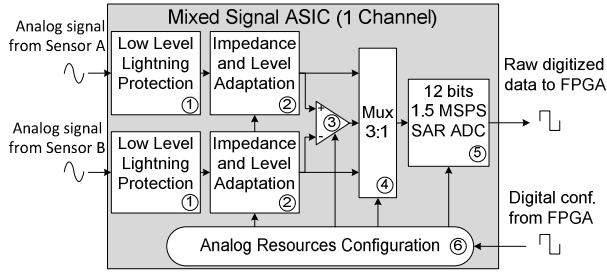 Mixed Signal ASIC (1 Channel)
Analog signal
from Sensor A
Low Level
Lightning
Protection
1
Impedance
and Level
Adaptation
2
+
-
3
Mux
3:1
4
12 bits
1.5 MSPS
SAR ADC
5
Raw digitized
data to FPGA
Analog signal
from Sensor B
Low Level
Lightning
Protection
1
Impedance
and Level
Adaptation
2
Digital conf.
from FPGA
Analog Resources Configuration 6